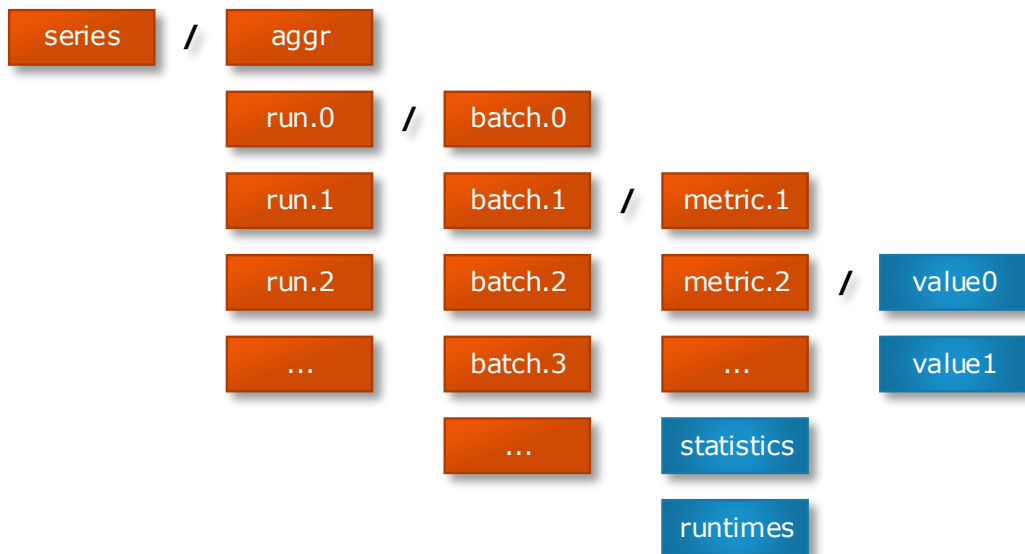 series / aggr
run.0 / batch.0
run.1 batch.1 / metric.1
run.2 batch.2 metric.2 / value0
... batch.3 ... value1
... statistics
runtimes